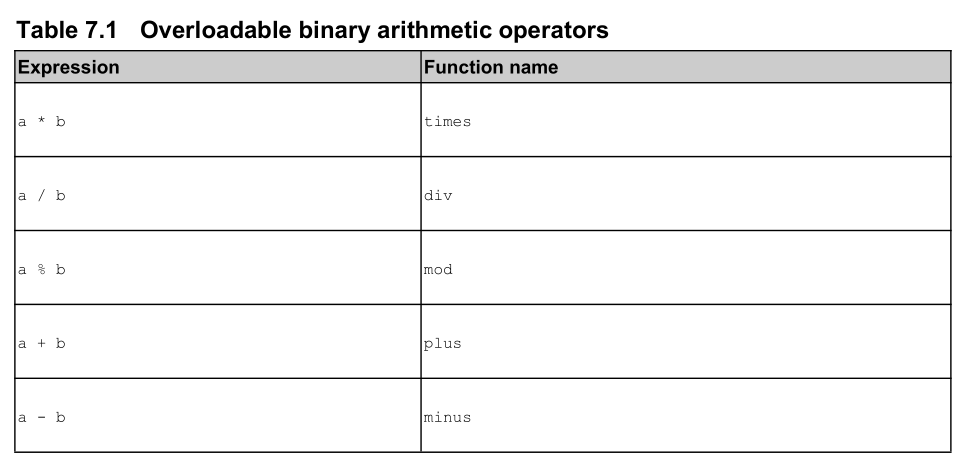 Table 7.1 Overloadable binary arithmetic operators
Expression Function name
a * b times
a / b div
a % b mod
a + b plus
a - b minus